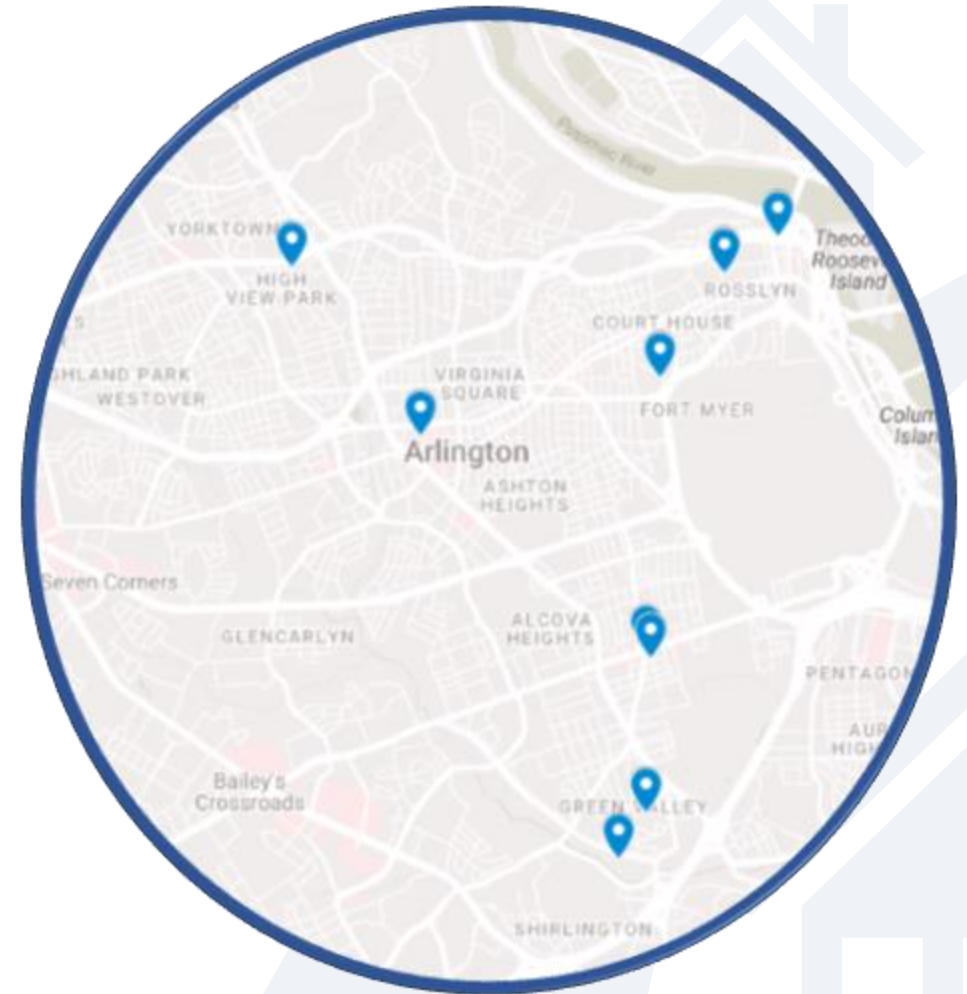 Potomac River
YORKTOWN
HIGH
VIEW PARK
Theod
Roosev
Island
ROSSLYN
COURT HOUSE
S
HLAND PARK
WESTOVER
VIRGINIA
SQUARE
FORT MYER
Colum
Islan
Arlington
ASHTON
HEIGHTS
Seven Corners
GLENCARLYN
ALCOVA
HEIGHTS
PENTAGON
AUR
HIGH
Bailey's
Crossroads
GREEN VALLEY
SHIRLINGTON